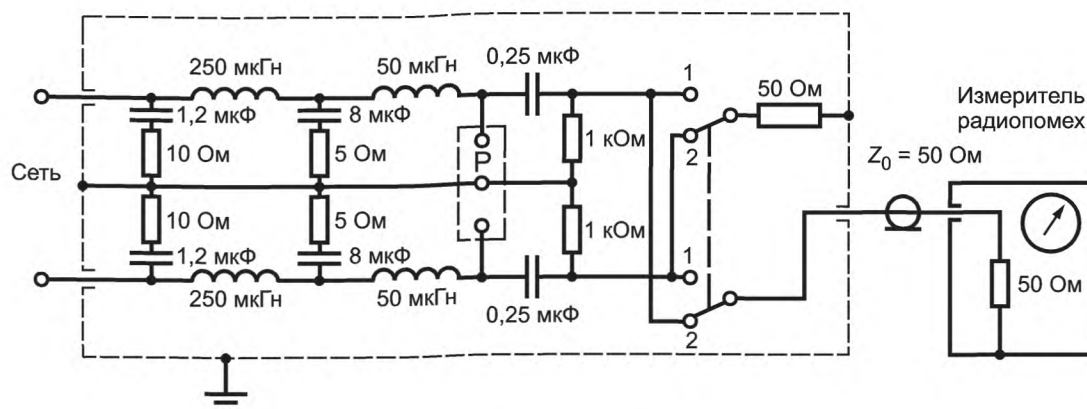 250 мкГн
50 мкГн
0,25 мкФ
1
50 Ом
Измеритель
радиопомех
1,2 мкФ
8 мкФ
10 Ом
5 Ом
P
1 кОм
2
Z₀ = 50 Ом
Сеть
10 Ом
5 Ом
1 кОм
1,2 мкФ
8 мкФ
1
50 Ом
250 мкГн
50 мкГн
0,25 мкФ
2